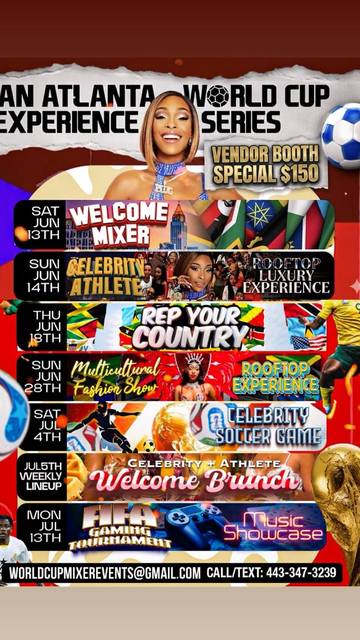 AN ATLANTA WORLD CUP
EXPERIENCE SERIES
VENDOR BOOTH
SPECIAL $150
SAT
JUN
13TH
WELCOME
MIXER
SUN
JUN
14TH
CELEBRITY
ATHLETE
ROOFTOP
LUXURY
EXPERIENCE
THU
JUN
18TH
REP YOUR
COUNTRY
SUN
JUN
28TH
Multicultural
Fashion Show
ROOFTOP
EXPERIENCE
SAT
JUL
4TH
CELEBRITY
SOCCER GAME
JUL5TH
WEEKLY
LINEUP
CELEBRITY + ATHLETE
Welcome Brunch
MON
JUL
13TH
FIFA
GAMING
TOURNAMENT
Music
Showcase
WORLDCUPMIXEREVENTS@GMAIL.COM CALL/TEXT: 443-347-3239